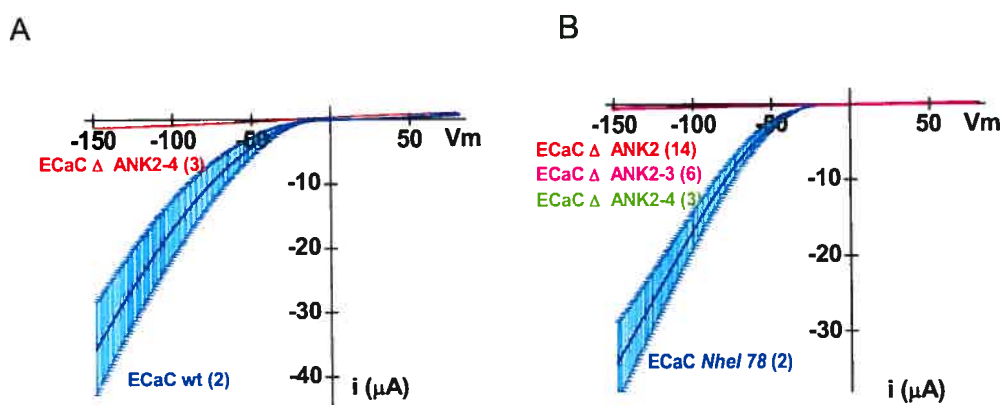 A
-150 -100 -50 50 Vm
ECaC Δ ANK2-4 (3)
-10
-20
-30
ECaC wt (2)
-40 i (µA)
B
-150 -100 -50 50 Vm
ECaC Δ ANK2 (14)
ECaC Δ ANK2-3 (6)
ECaC Δ ANK2-4 (3)
-10
-20
-30
ECaC NheI 78 (2)
i (µA)